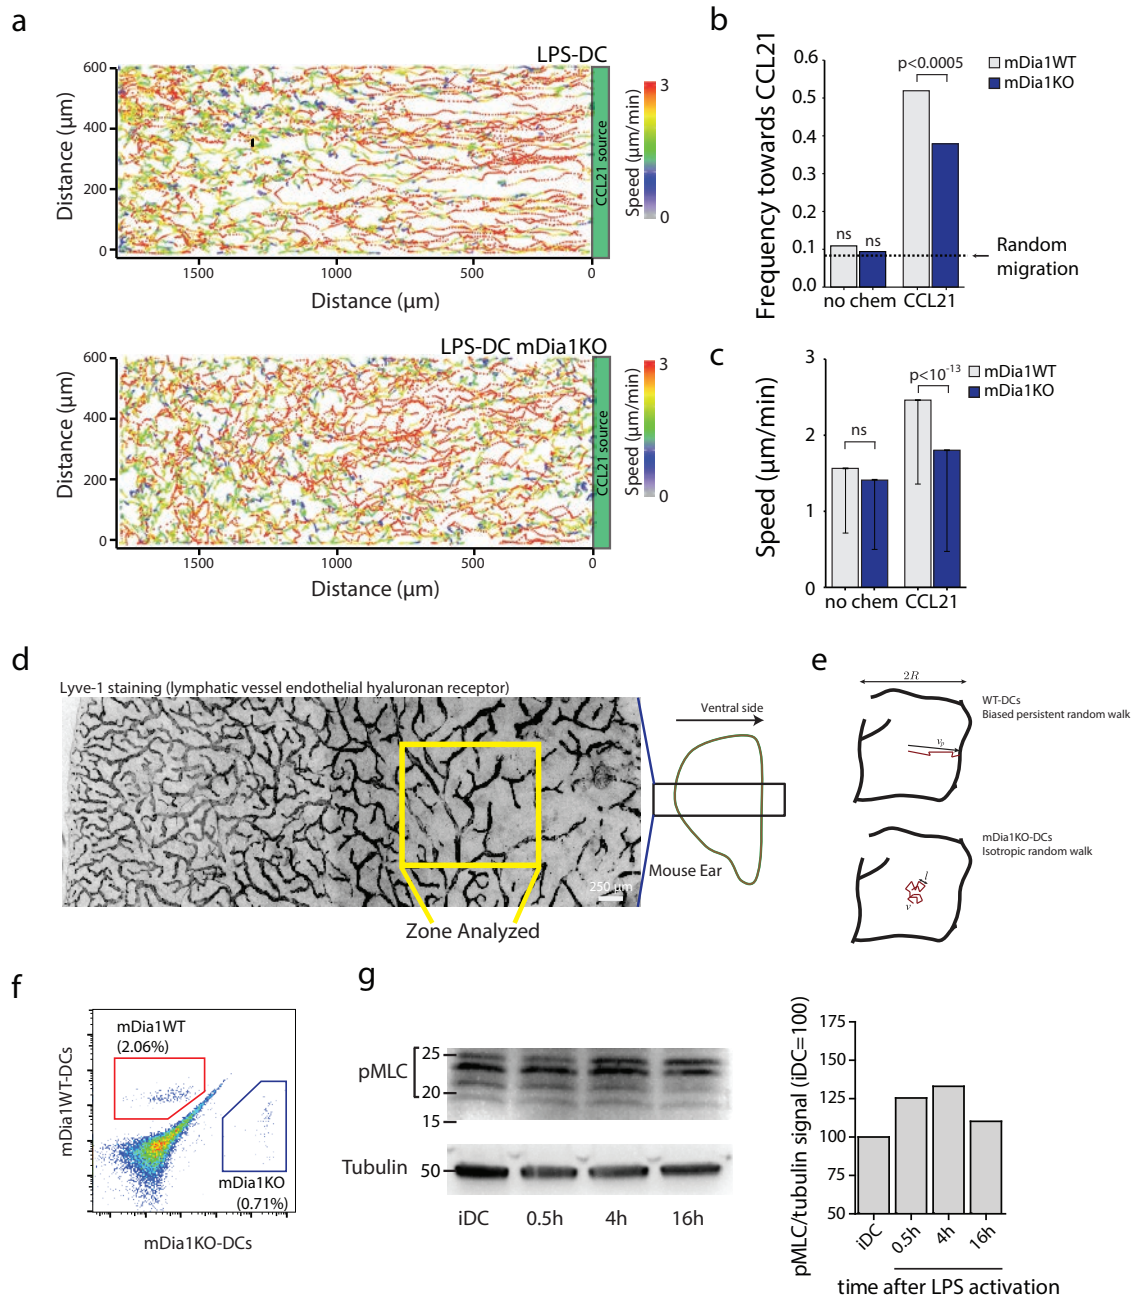 a
LPS-DC
600
400
200
0
Distance (µm)
1500
1000
500
0
Distance (µm)
CCL21 source
3
0
Speed (µm/min)
LPS-DC mDia1KO
600
400
200
0
Distance (µm)
1500
1000
500
0
Distance (µm)
CCL21 source
3
0
Speed (µm/min)
b
Frequency towards CCL21
0.6
0.5
0.4
0.3
0.2
0.1
0.0
p<0.0005
mDia1WT
mDia1KO
ns
ns
Random
migration
no chem
CCL21
c
Speed (µm/min)
3
2
1
0
p<10-13
mDia1WT
mDia1KO
ns
no chem
CCL21
d
Lyve-1 staining (lymphatic vessel endothelial hyaluronan receptor)
Ventral side
250 µm
Mouse Ear
Zone Analyzed
e
2R
WT-DCs
Biased persistent random walk
vp
mDia1KO-DCs
Isotropic random walk
l
v
f
mDia1WT
(2.06%)
mDia1KO
(0.71%)
mDia1WT-DCs
mDia1KO-DCs
g
pMLC
25
20
15
Tubulin
50
iDC
0.5h
4h
16h
pMLC/tubulin signal (iDC=100)
175
150
125
100
75
50
iDC
0.5h
4h
16h
time after LPS activation